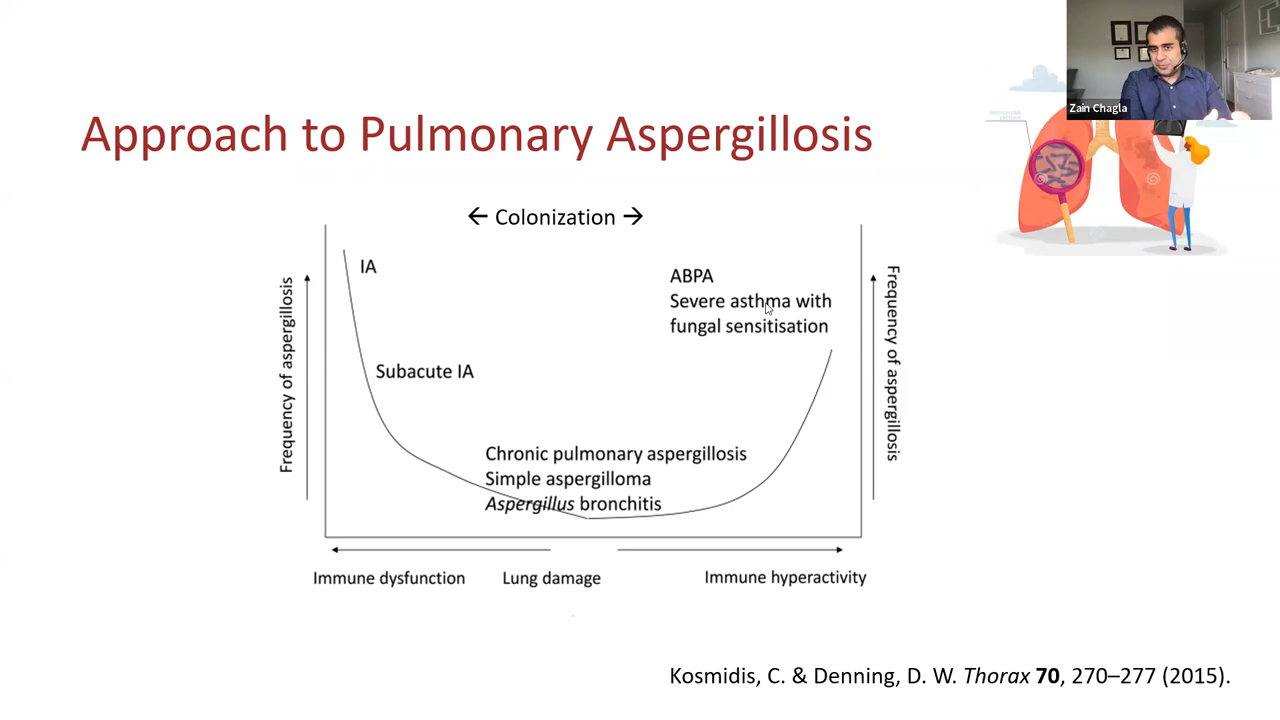 Zain Chagla
Approach to Pulmonary Aspergillosis
← Colonization →
IA
ABPA
Severe asthma with
fungal sensitisation
Subacute IA
Chronic pulmonary aspergillosis
Simple aspergilloma
Aspergillus bronchitis
Frequency of aspergillosis
Frequency of aspergillosis
Immune dysfunction
Lung damage
Immune hyperactivity
Kosmidis, C. & Denning, D. W. Thorax 70, 270–277 (2015).